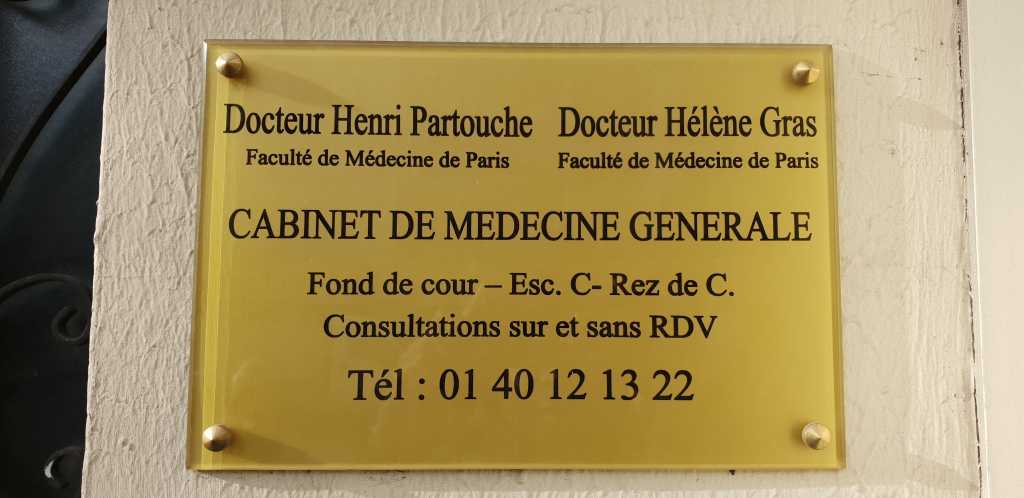 Docteur Henri Partouche Docteur Hélène Gras
Faculté de Médecine de Paris Faculté de Médecine de Paris
CABINET DE MEDECINE GENERALE
Fond de cour – Esc. C- Rez de C.
Consultations sur et sans RDV
Tél : 01 40 12 13 22